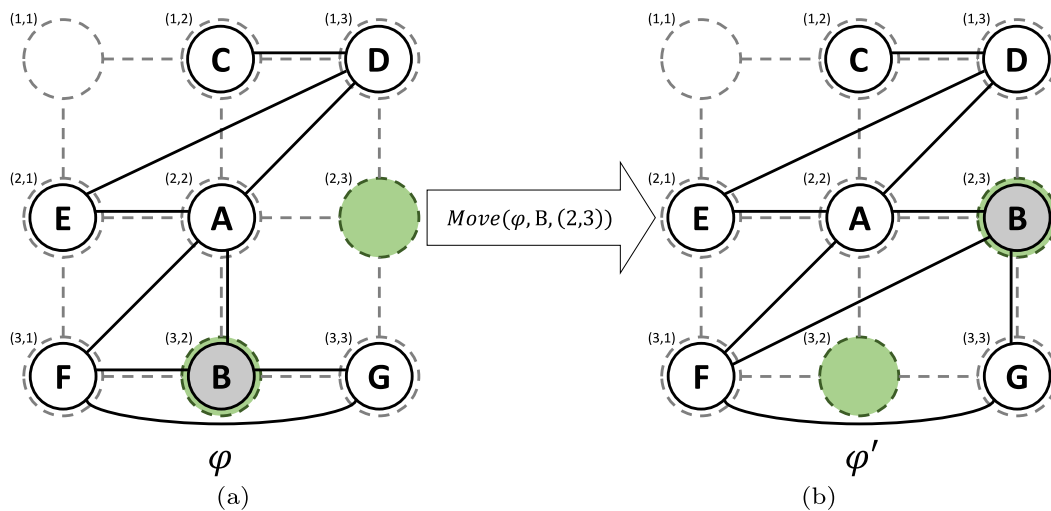 (1,1) (1,2) (1,3) (1,1) (1,2) (1,3)
C D C D
(2,1) (2,2) (2,3) (2,1) (2,2) (2,3)
E A Move(φ, B, (2,3)) E A B
(3,1) (3,2) (3,3) (3,1) (3,2) (3,3)
F B G F G
φ φ′
(a) (b)